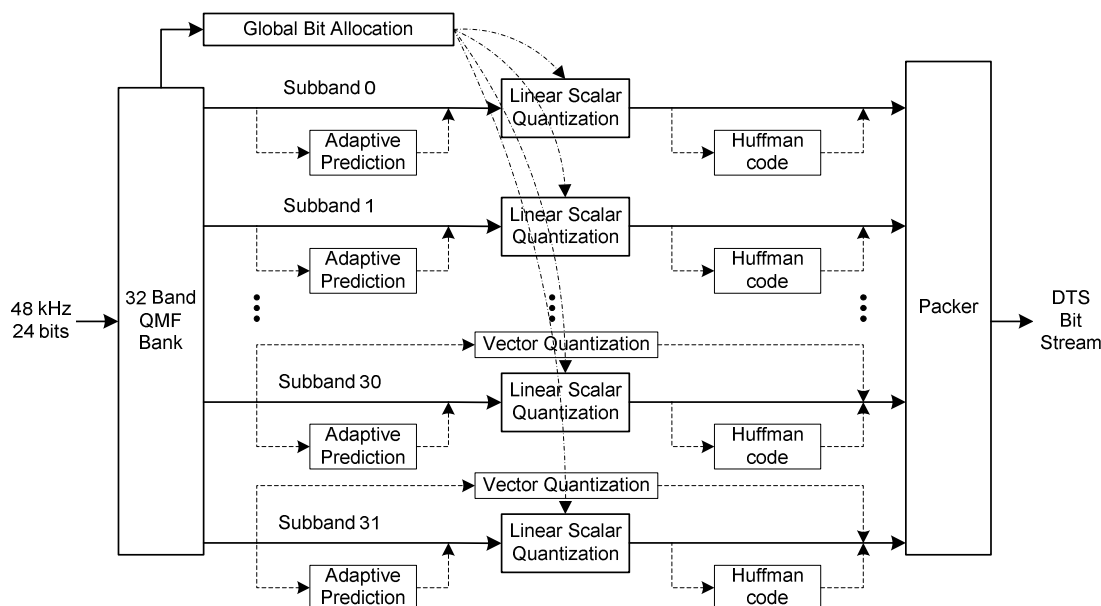 Global Bit Allocation
Subband 0
Adaptive
Prediction
Linear Scalar
Quantization
Huffman
code
Subband 1
Adaptive
Prediction
Linear Scalar
Quantization
Huffman
code
48 kHz
24 bits
32 Band
QMF
Bank
Packer
DTS
Bit
Stream
Vector Quantization
Subband 30
Linear Scalar
Quantization
Adaptive
Prediction
Huffman
code
Vector Quantization
Subband 31
Linear Scalar
Quantization
Adaptive
Prediction
Huffman
code